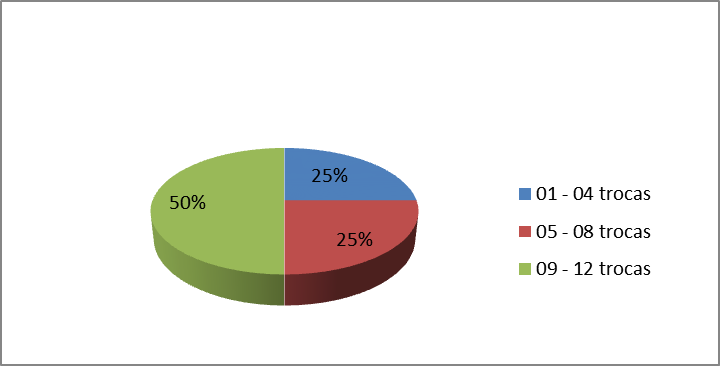 25%
50%
25%
01 - 04 trocas
05 - 08 trocas
09 - 12 trocas